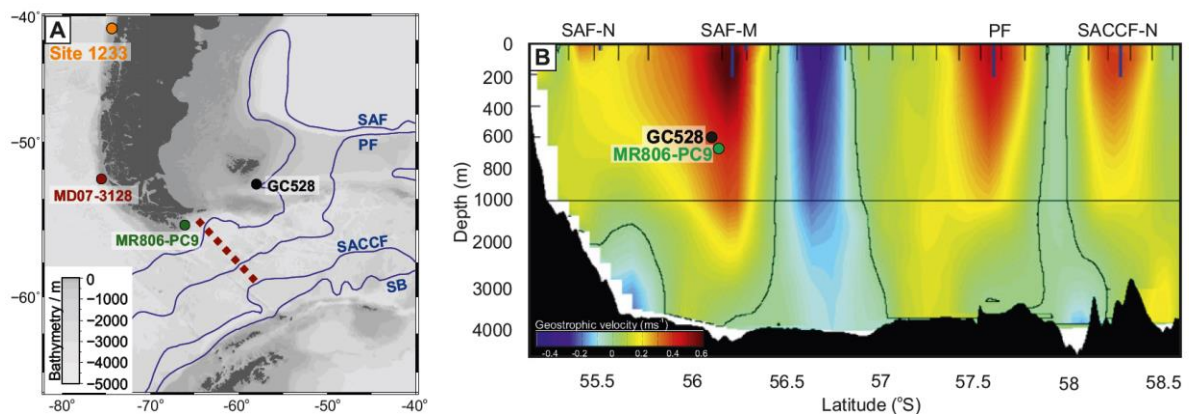 A
−40°
−50°
−60°
Site 1233
SAF
PF
GC528
MD07-3128
MR806-PC9
SACCF
SB
Bathymetry / m
0
−1000
−2000
−3000
−4000
−5000
−80° −70° −60° −50° −40°
B
SAF-N SAF-M PF SACCF-N
Depth (m)
0
200
400
600
800
1000
2000
3000
4000
GC528
MR806-PC9
Geostrophic velocity (ms⁻¹)
-0.4 -0.2 0 0.2 0.4 0.6
55.5 56 56.5 57 57.5 58 58.5
Latitude (°S)